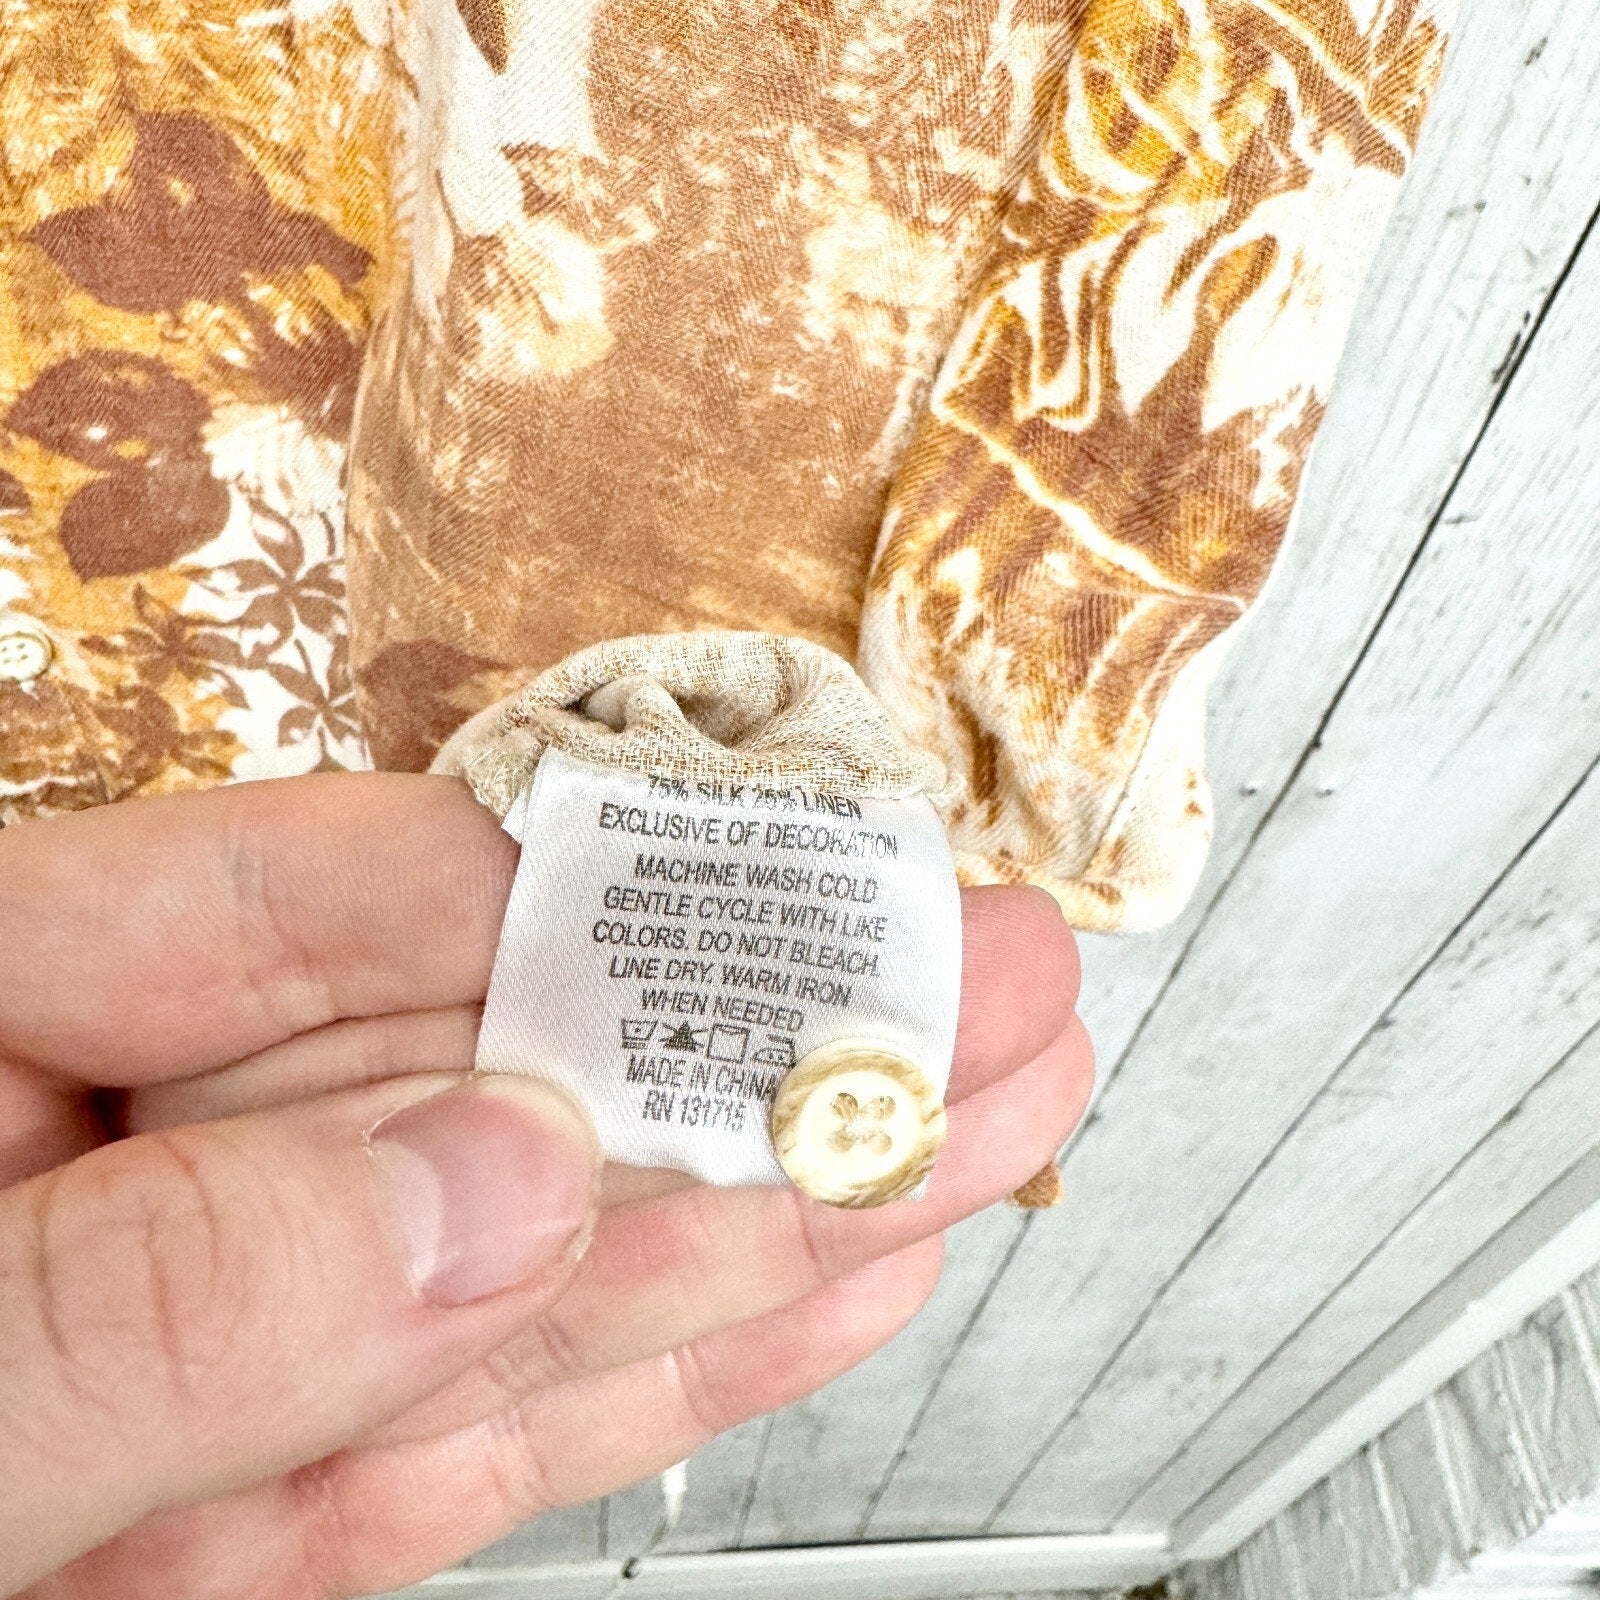 75% SILK 25% LINEN
EXCLUSIVE OF DECORATION
MACHINE WASH COLD
GENTLE CYCLE WITH LIKE
COLORS. DO NOT BLEACH.
LINE DRY. WARM IRON
WHEN NEEDED
MADE IN CHINA
RN 131715